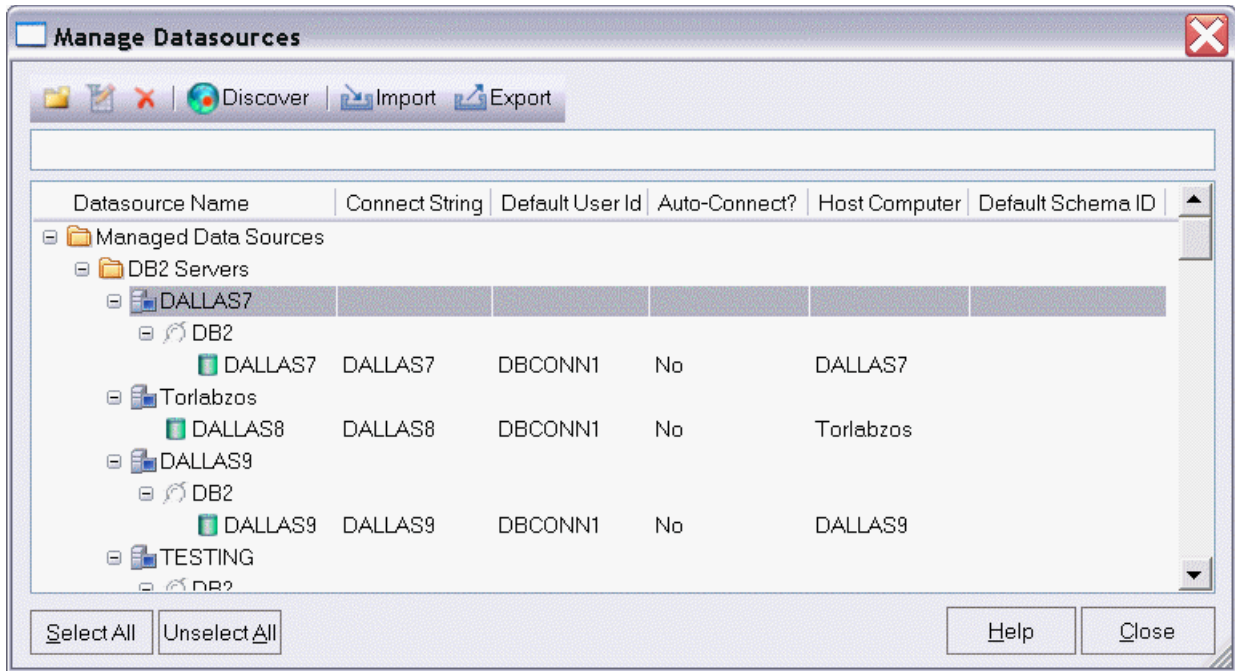 Manage Datasources
Discover Import Export
Datasource Name Connect String Default User Id Auto-Connect? Host Computer Default Schema ID
Managed Data Sources
DB2 Servers
DALLAS7
DB2
DALLAS7 DALLAS7 DBCONN1 No DALLAS7
Torlabzos
DALLAS8 DALLAS8 DBCONN1 No Torlabzos
DALLAS9
DB2
DALLAS9 DALLAS9 DBCONN1 No DALLAS9
TESTING
DB2
Select All Unselect All Help Close